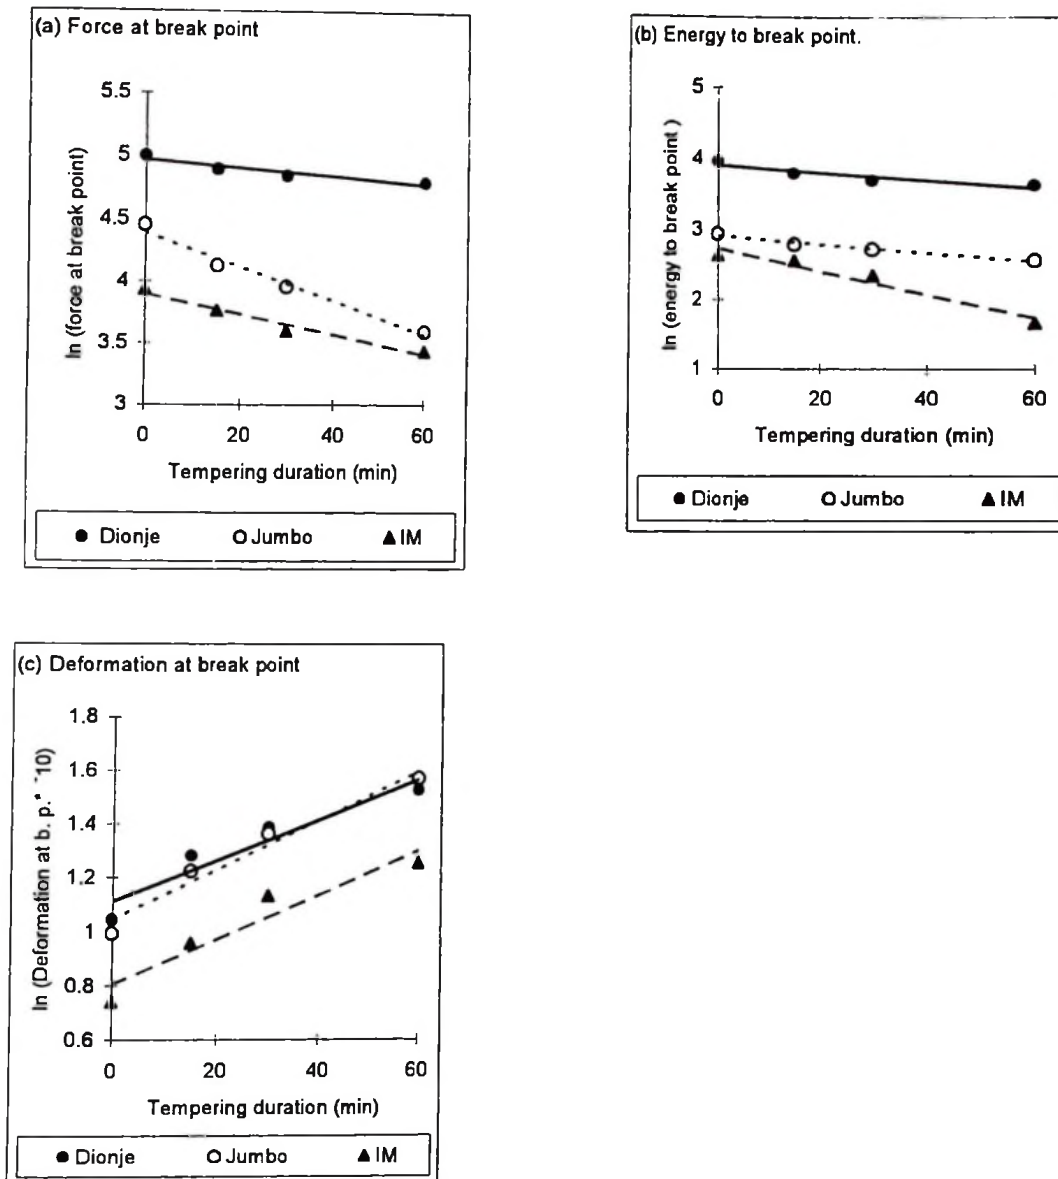 (a) Force at break point
ln (force at break point)
5.5
5
4.5
4
3.5
3
0 20 40 60
Tempering duration (min)
● Dionje ○ Jumbo ▲ IM
(b) Energy to break point.
ln (energy to break point )
5
4
3
2
1
0 20 40 60
Tempering duration (min)
● Dionje ○ Jumbo ▲ IM
(c) Deformation at break point
ln (Deformation at b. p.* 10)
1.8
1.6
1.4
1.2
1
0.8
0.6
0 20 40 60
Tempering duration (min)
● Dionje ○ Jumbo ▲ IM